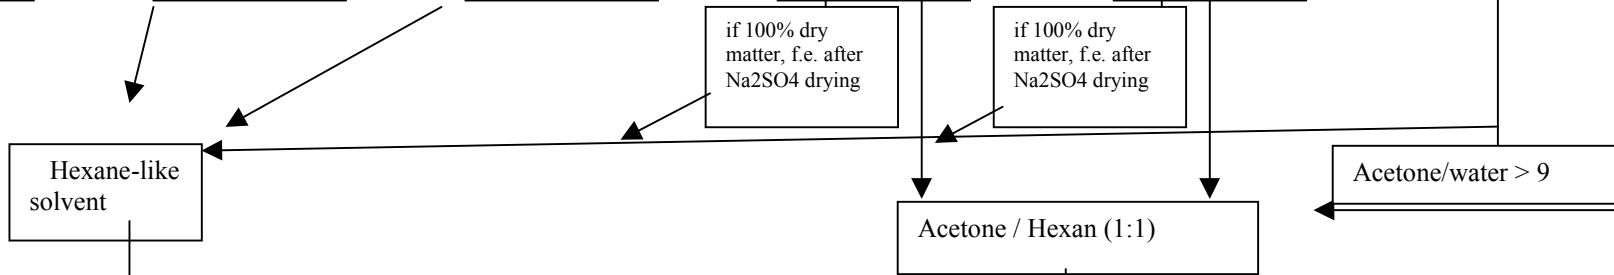 if 100% dry
matter, f.e. after
Na2SO4 drying
if 100% dry
matter, f.e. after
Na2SO4 drying
Hexane-like
solvent
Acetone/water > 9
Acetone / Hexan (1:1)